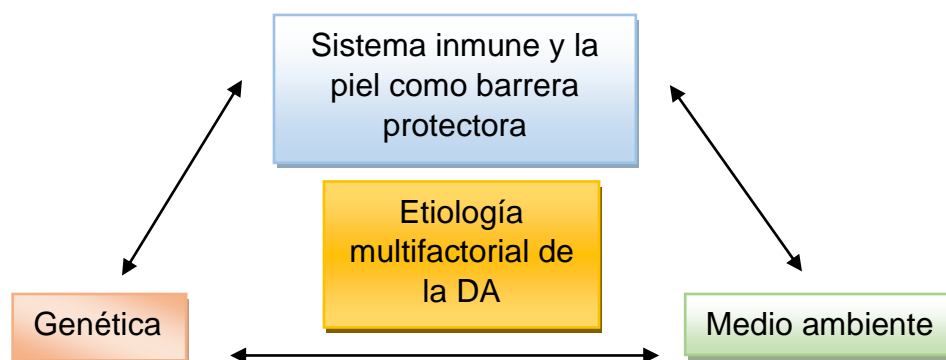 Sistema inmune y la
piel como barrera
protectora
Etiología
multifactorial de
la DA
Genética
Medio ambiente